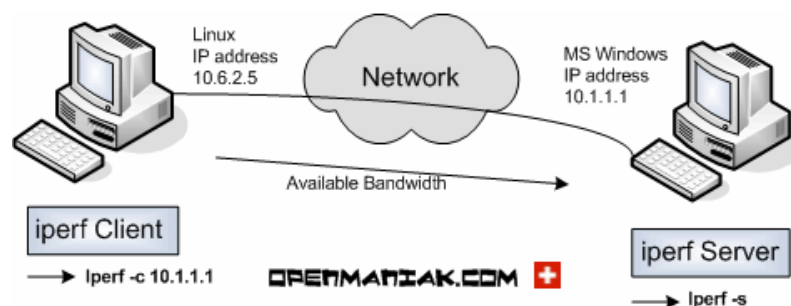 Linux
IP address
10.6.2.5
Network
MS Windows
IP address
10.1.1.1
Available Bandwidth
iperf Client
Iperf -c 10.1.1.1
OPENMANIAK.COM
iperf Server
Iperf -s